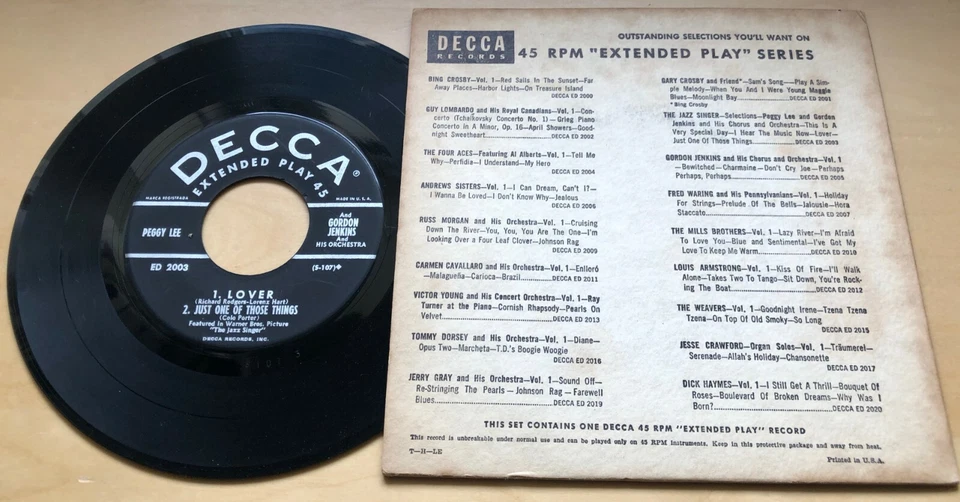 DECCA®
EXTENDED PLAY 45
MARCA REGISTRADA
MADE IN U.S.A.
PEGGY LEE
And
GORDON
JENKINS
And
HIS ORCHESTRA
ED 2003
(S-107)
1. LOVER
(Richard Rodgers-Lorenz Hart)
2. JUST ONE OF THOSE THINGS
(Cole Porter)
Featured in Warner Bros. Picture
"The Jazz Singer"
DECCA RECORDS, INC.
DECCA
RECORDS
OUTSTANDING SELECTIONS YOU'LL WANT ON
45 RPM "EXTENDED PLAY" SERIES
BING CROSBY—Vol. 1—Red Sails In The Sunset—Far
Away Places—Harbor Lights—On Treasure Island
DECCA ED 2000
GUY LOMBARDO and His Royal Canadians—Vol. 1—Con-
certo (Tchaikovsky Concerto No. 1)—Grieg Piano
Concerto in A Minor, Op. 16—April Showers—Good-
night Sweetheart DECCA ED 2002
THE FOUR ACES—Featuring Al Alberts—Vol. 1—Tell Me
Why—Perfidia—I Understand—My Hero
DECCA ED 2004
ANDREWS SISTERS—Vol. 1—I Can Dream, Can't I?—
I Wanna Be Loved—I Don't Know Why—Jealous
DECCA ED 2006
RUSS MORGAN and His Orchestra—Vol. 1—Cruising
Down The River—You, You, You Are The One—I'm
Looking Over a Four Leaf Clover—Johnson Rag
DECCA ED 2009
CARMEN CAVALLARO and His Orchestra—Vol. 1—Enlloró
—Malagueña—Carioca—Brazil DECCA ED 2011
VICTOR YOUNG and His Concert Orchestra—Vol. 1—Ray
Turner at the Piano—Cornish Rhapsody—Pearls On
Velvet DECCA ED 2013
TOMMY DORSEY and His Orchestra—Vol. 1—Diane—
Opus Two—Marcheta—T.D.'s Boogie Woogie
DECCA ED 2016
JERRY GRAY and His Orchestra—Vol. 1—Sound Off—
Re-Stringing The Pearls—Johnson Rag—Farewell
Blues DECCA ED 2019
GARY CROSBY and Friend*—Sam's Song—Play A Sim-
ple Melody—When You And I Were Young Maggie
Blues—Moonlight Bay DECCA ED 2001
* Bing Crosby
THE JAZZ SINGER—Selections—Peggy Lee and Gordon
Jenkins and His Chorus and Orchestra—This Is A
Very Special Day—I Hear The Music Now—Lover—
Just One Of Those Things DECCA ED 2003
GORDON JENKINS and His Chorus and Orchestra—Vol. 1
—Bewitched—Charmaine—Don't Cry Joe—Perhaps
Perhaps, Perhaps DECCA ED 2005
FRED WARING and His Pennsylvanians—Vol. 1—Holiday
For Strings—Prelude Of The Bells—Jalousie—Hora
Staccato DECCA ED 2007
THE MILLS BROTHERS—Vol. 1—Lazy River—I'm Afraid
To Love You—Blue and Sentimental—I've Got My
Love To Keep Me Warm DECCA ED 2010
LOUIS ARMSTRONG—Vol. 1—Kiss Of Fire—I'll Walk
Alone—Takes Two To Tango—Sit Down, You're Rock-
ing The Boat DECCA ED 2012
THE WEAVERS—Vol. 1—Goodnight Irene—Tzena Tzena
Tzena—On Top Of Old Smoky—So Long
DECCA ED 2015
JESSE CRAWFORD—Organ Solos—Vol. 1—Träumerei—
Serenade—Allah's Holiday—Chansonette
DECCA ED 2017
DICK HAYMES—Vol. 1—I Still Get A Thrill—Bouquet Of
Roses—Boulevard Of Broken Dreams—Why Was I
Born? DECCA ED 2020
THIS SET CONTAINS ONE DECCA 45 RPM "EXTENDED PLAY" RECORD
This record is unbreakable under normal use and can be played only on 45 RPM instruments. Keep in this protective package and away from heat.
T—H—LE
Printed in U.S.A.